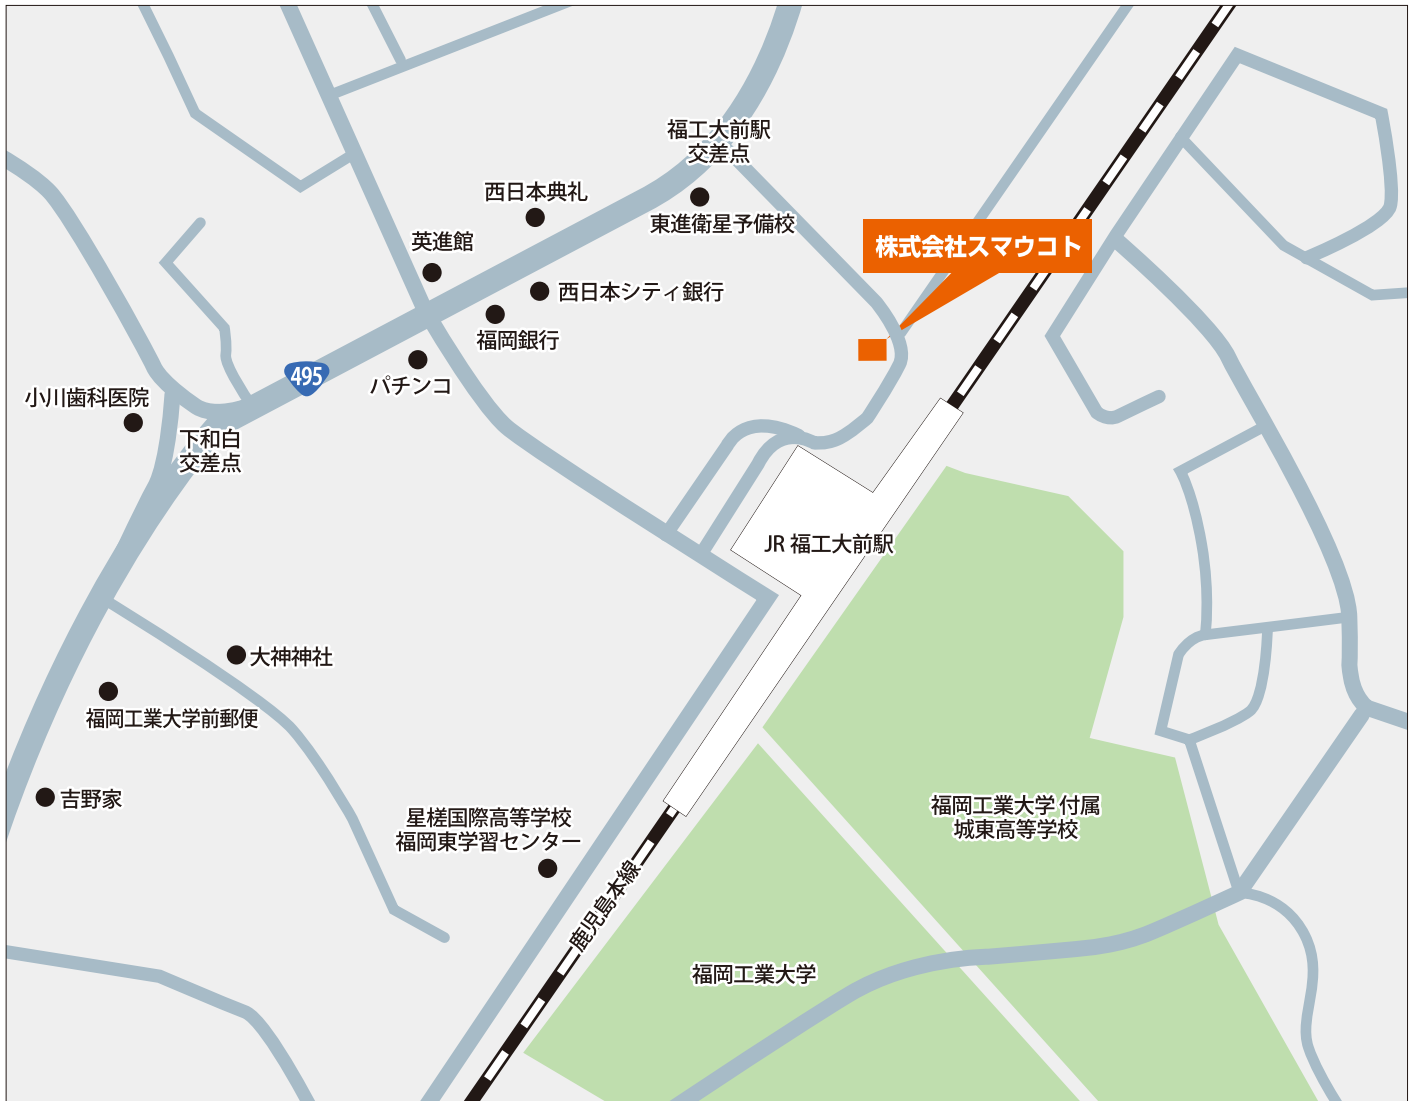 福工大前駅
交差点
西日本典礼
東進衛星予備校
英進館
株式会社スマウコト
西日本シティ銀行
福岡銀行
495
パチンコ
小川歯科医院
下和白
交差点
JR 福工大前駅
大神神社
福岡工業大学前郵便
吉野家
星槎国際高等学校
福岡東学習センター
福岡工業大学 付属
城東高等学校
鹿児島本線
福岡工業大学